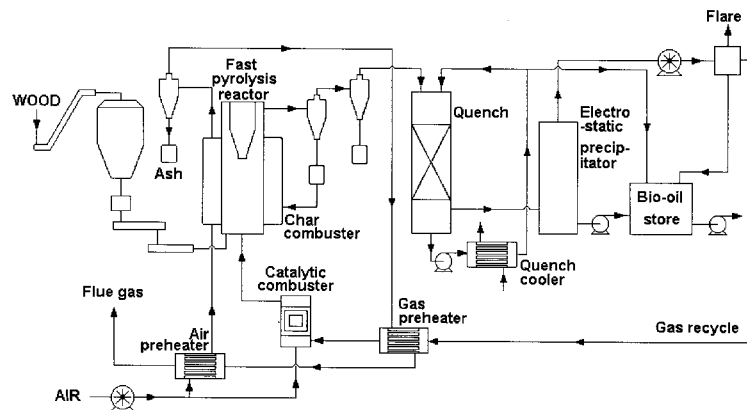 Flare
Fast
pyrolysis
reactor
WOOD
Quench
Electro
-static
precip-
itator
Ash
Bio-oil
store
Char
combuster
Quench
cooler
Catalytic
combuster
Flue gas
Gas
preheater
Air
preheater
Gas recycle
AIR